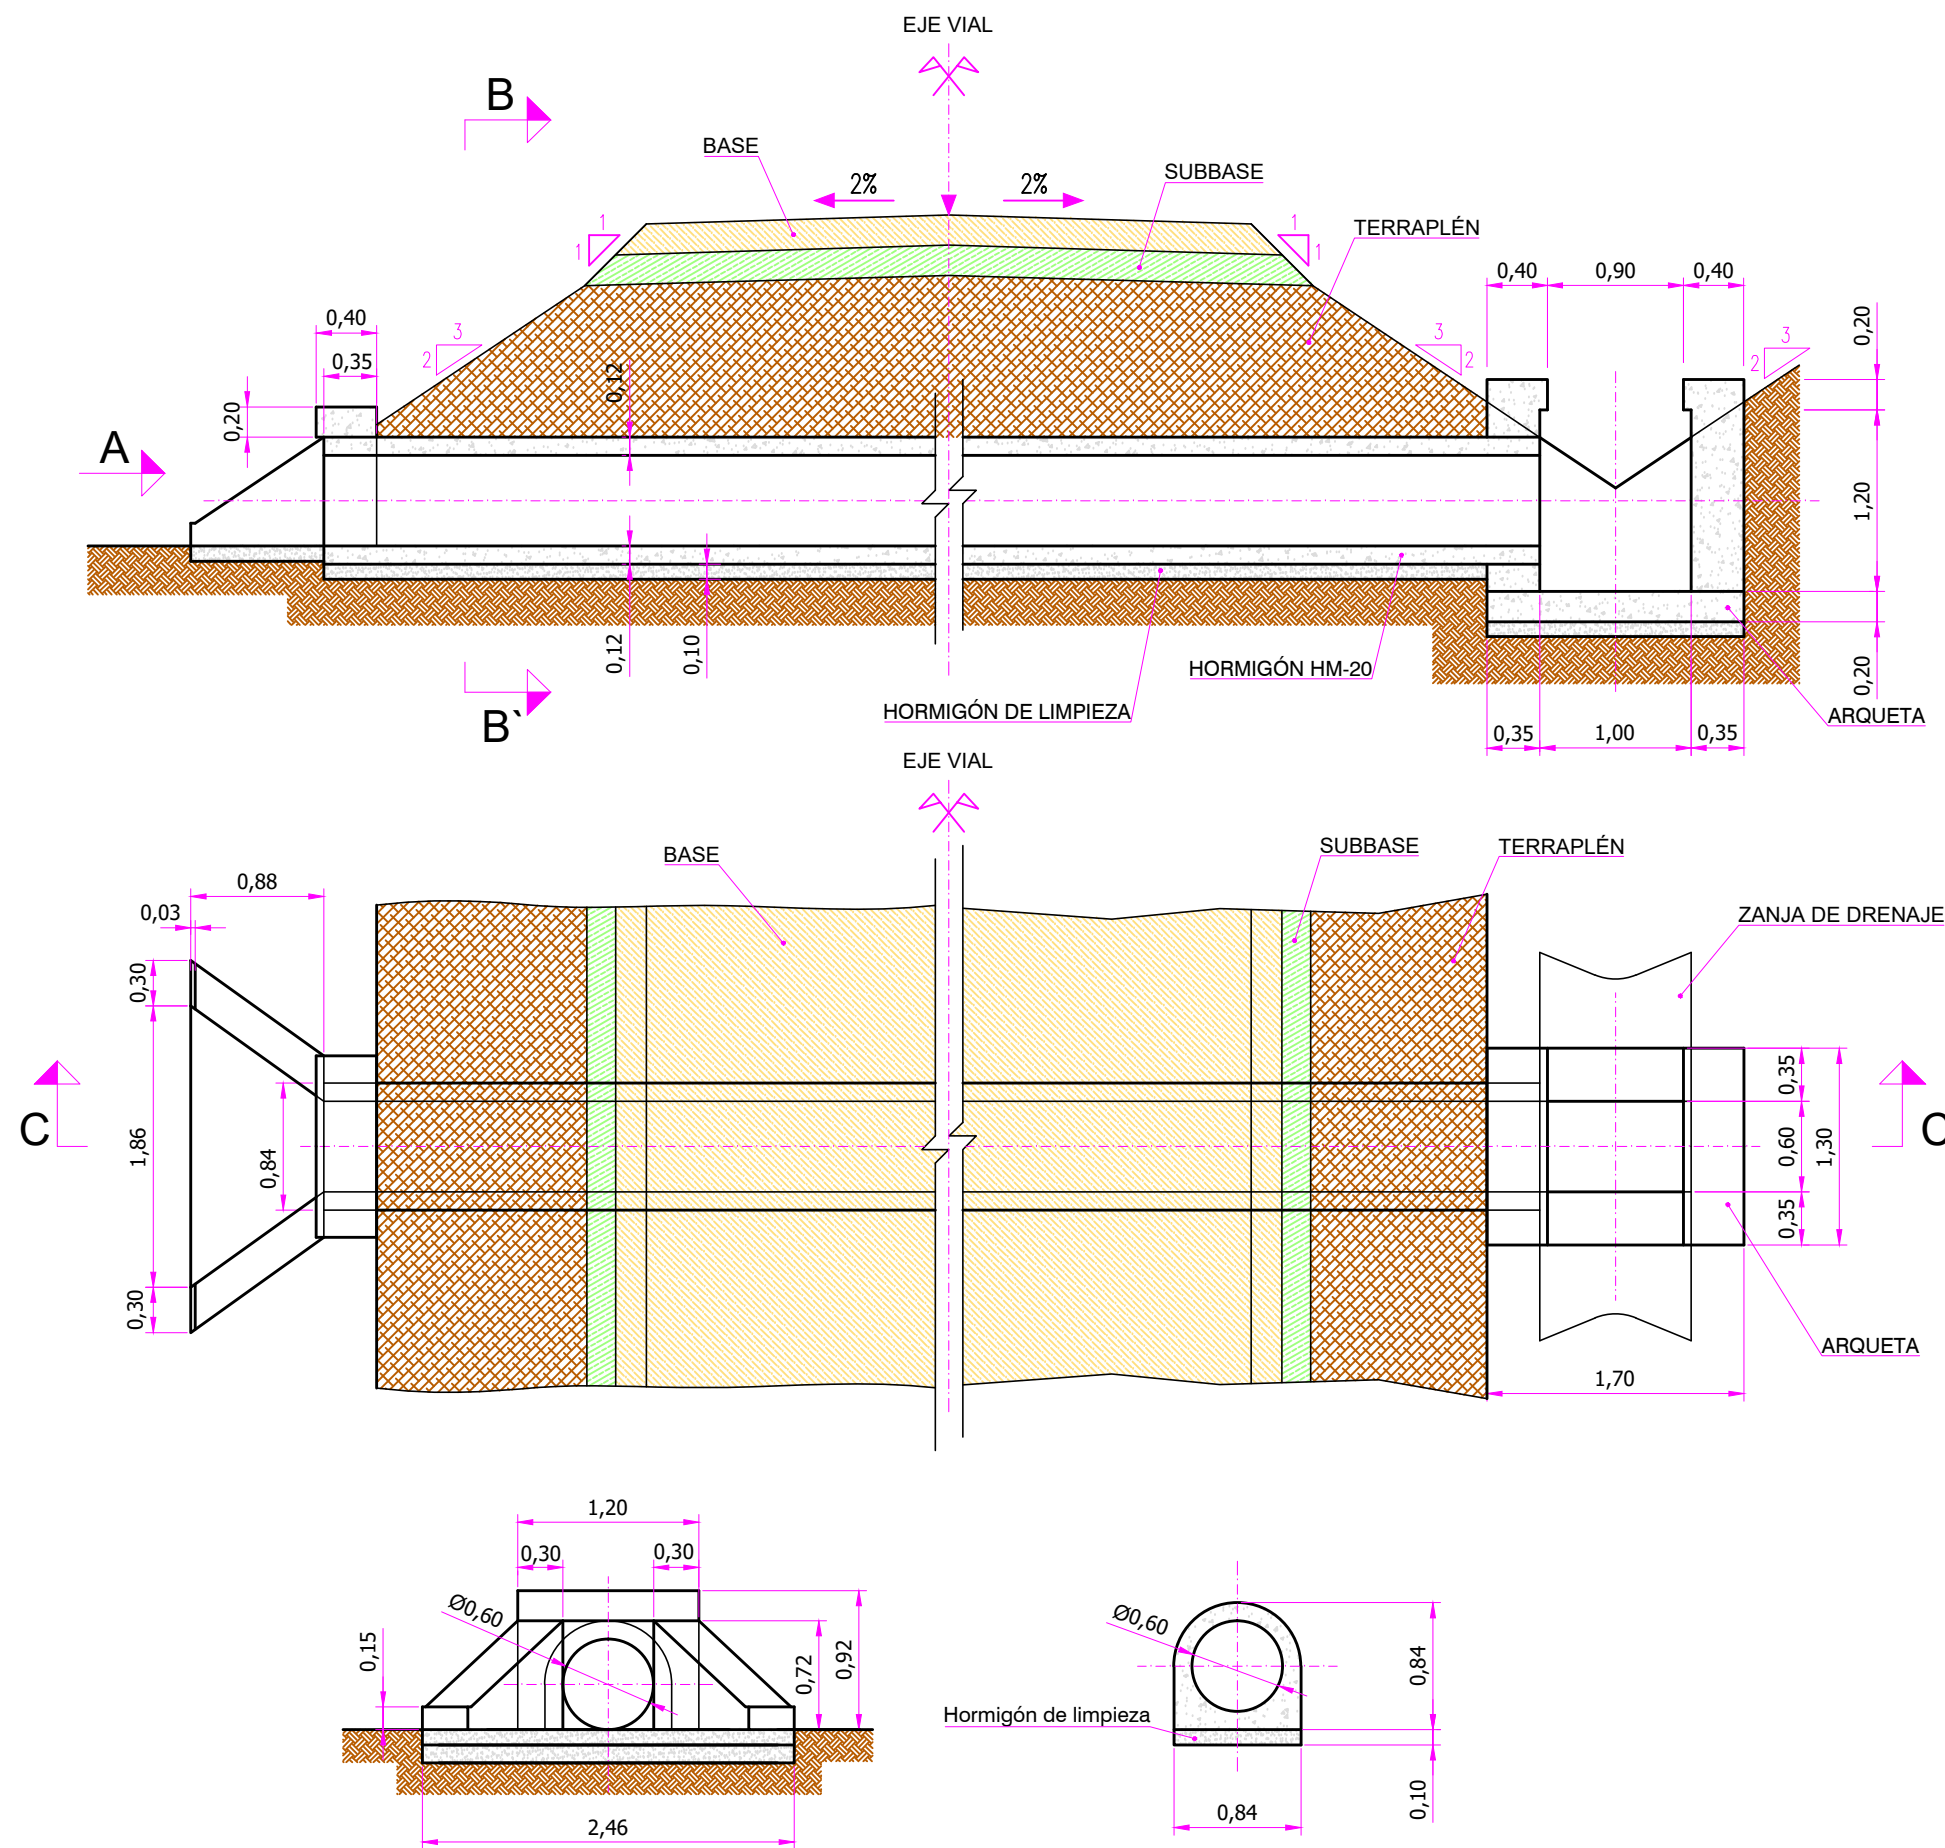 EJE VIAL
B
BASE
SUBBASE
2%
2%
TERRAPLÉN
1
1
1
1
0,40
0,90
0,40
0,20
0,40
0,35
3
2
0,12
3
2
3
2
0,20
A
1,20
0,12
0,10
HORMIGÓN HM-20
0,20
B`
HORMIGÓN DE LIMPIEZA
ARQUETA
0,35
1,00
0,35
EJE VIAL
BASE
SUBBASE
TERRAPLÉN
0,88
0,03
ZANJA DE DRENAJE
0,30
0,35
C
1,86
0,84
0,60
1,30
C
0,35
0,30
ARQUETA
1,70
1,20
0,30
0,30
Ø0,60
0,15
0,72
0,92
2,46
Ø0,60
0,84
Hormigón de limpieza
0,10
0,84